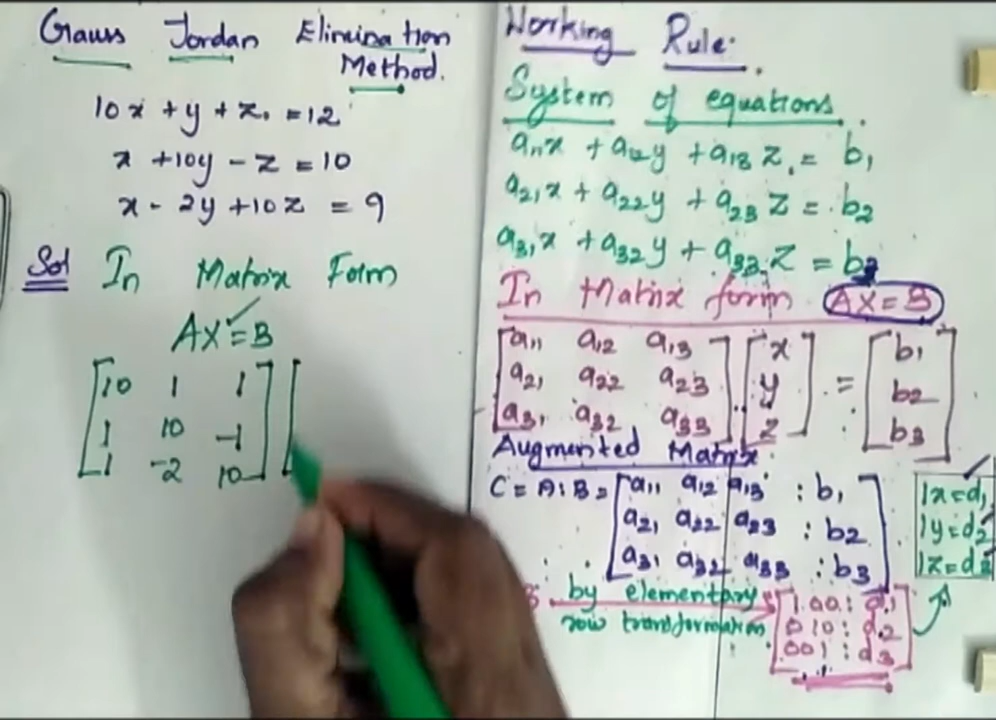 Gauss Jordan Elimination
Method.
10x + y + z = 12
x + 10y - z = 10
x - 2y + 10z = 9
Sol In Matrix Form
AX = B
10 1 1
1 10 -1
1 -2 10
Working Rule:
System of equations.
a11x + a12y + a13z = b1
a21x + a22y + a23z = b2
a31x + a32y + a33z = b3
In Matrix form AX = B
[a11 a12 a13] [x] = [b1]
[a21 a22 a23] [y] = [b2]
[a31 a32 a33] [z] = [b3]
Augmented Matrix
C = A:B = [a11 a12 a13 : b1]
a21 a22 a23 : b2
a31 a32 a33 : b3
by elementary
row transformation
1 0 0 : d1
0 1 0 : d2
0 0 1 : d3
1x = d1
1y = d2
1z = d3